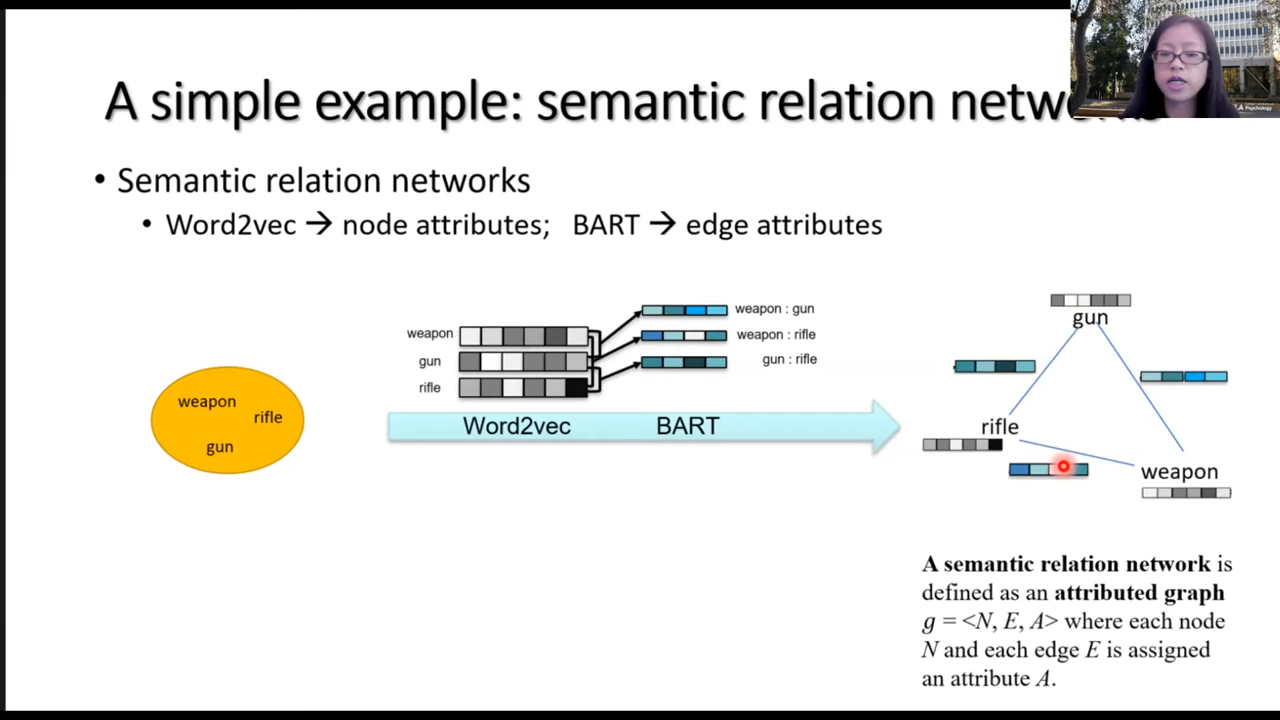 A simple example: semantic relation
• Semantic relation networks
• Word2vec → node attributes; BART → edge attributes
weapon
rifle
gun
weapon
gun
rifle
weapon : gun
weapon : rifle
gun : rifle
Word2vec
BART
gun
rifle
weapon
A semantic relation network is
defined as an attributed graph
g = <N, E, A> where each node
N and each edge E is assigned
an attribute A.
Psychology